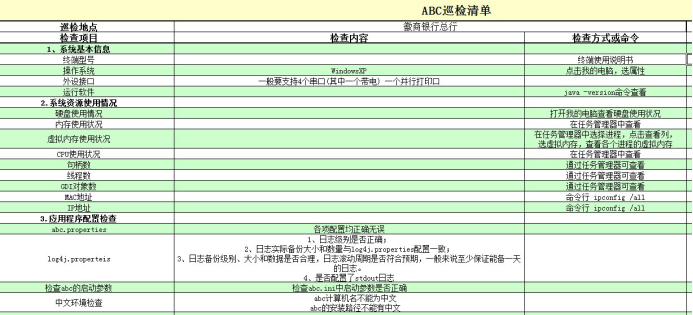 ABC巡检清单
巡检地点 徽商银行总行
检查项目 检查内容 检查方式或命令
1、系统基本信息
终端型号 终端使用说明书
操作系统 WindowsXP 点击我的电脑，选属性
外设接口 一般要支持4个串口(其中一个带电) 一个并行打印口
运行软件 java -version命令查看
2.系统资源使用情况
硬盘使用情况 打开我的电脑查看硬盘使用状况
内存使用状况 在任务管理器中查看
虚拟内存使用状况 在任务管理器中选择进程，点击查看列，
选虚拟内存，查看各个进程的虚拟内存
CPU使用状况 在任务管理器中查看
句柄数 通过任务管理器可查看
线程数 通过任务管理器可查看
GDI对象数 通过任务管理器可查看
MAC地址 命令行 ipconfig /all
IP地址 命令行 ipconfig /all
3.应用程序配置检查
abc.properties 各项配置均正确无误
log4j.properteis 1、日志级别是否正确；
2、日志实际备份大小和数量与log4j.properties配置一致；
3、日志备份级别、大小和数据是否合理，日志滚动周期是否符合预期，一般来说至少保证能备一天
的日志。
4、是否配置了stdout日志
检查abc的启动参数 检查abc.ini中启动参数是否正确
中文环境检查 abc计算机名不能为中文
abc的安装路径不能有中文